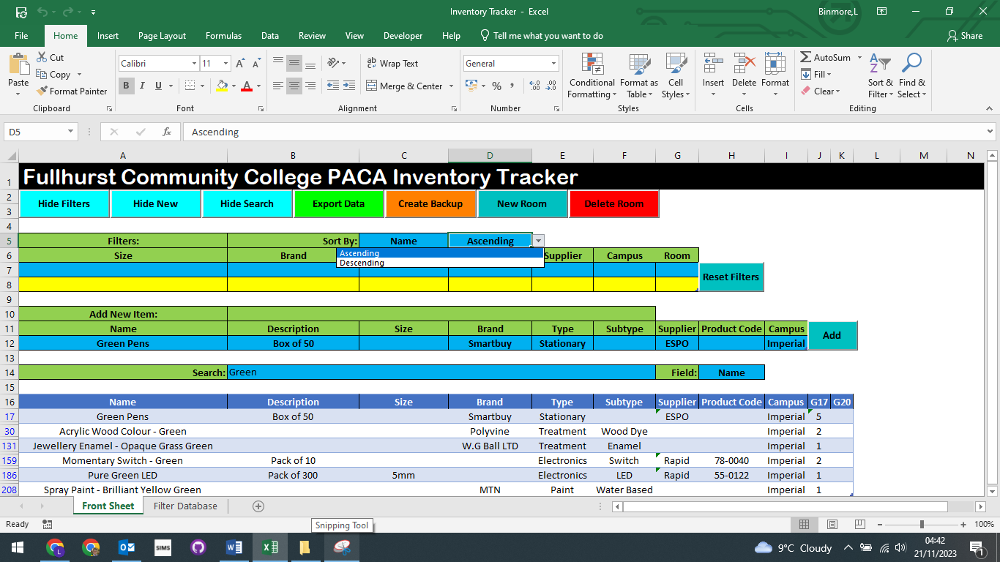 Inventory Tracker - Excel
Binmore,L
File Home Insert Page Layout Formulas Data Review View Developer Help Tell me what you want to do Share
Paste
Cut
Copy
Format Painter
Clipboard
Calibri 11
B I U A
Font
Wrap Text
Merge & Center
Alignment
General
%
Number
Conditional Formatting
Format as Table
Cell Styles
Styles
Insert Delete Format
Cells
AutoSum
Fill
Clear
Sort & Filter
Find & Select
Editing
D5 fx Ascending
A B C D E F G H I J K L M N
1 Fullhurst Community College PACA Inventory Tracker
2
3
Hide Filters Hide New Hide Search Export Data Create Backup New Room Delete Room
4
5 Filters: Sort By: Name Ascending
Ascending
Descending
6 Size Brand Supplier Campus Room
7
8
Reset Filters
9
10 Add New Item:
11 Name Description Size Brand Type Subtype Supplier Product Code Campus
Add
12 Green Pens Box of 50 Smartbuy Stationary ESPO Imperial
13
14 Search: Green Field: Name
15
16 Name Description Size Brand Type Subtype Supplier Product Code Campus G17 G20
17 Green Pens Box of 50 Smartbuy Stationary ESPO Imperial 5
30 Acrylic Wood Colour - Green Polyvine Treatment Wood Dye Imperial 2
131 Jewellery Enamel - Opaque Grass Green W.G Ball LTD Treatment Enamel Imperial 1
159 Momentary Switch - Green Pack of 10 Electronics Switch Rapid 78-0040 Imperial 2
186 Pure Green LED Pack of 300 5mm Electronics LED Rapid 55-0122 Imperial 1
208 Spray Paint - Brilliant Yellow Green MTN Paint Water Based Imperial 1
Front Sheet Filter Database
Ready
Snipping Tool
100%
SIMS
9°C Cloudy
04:42
21/11/2023
1